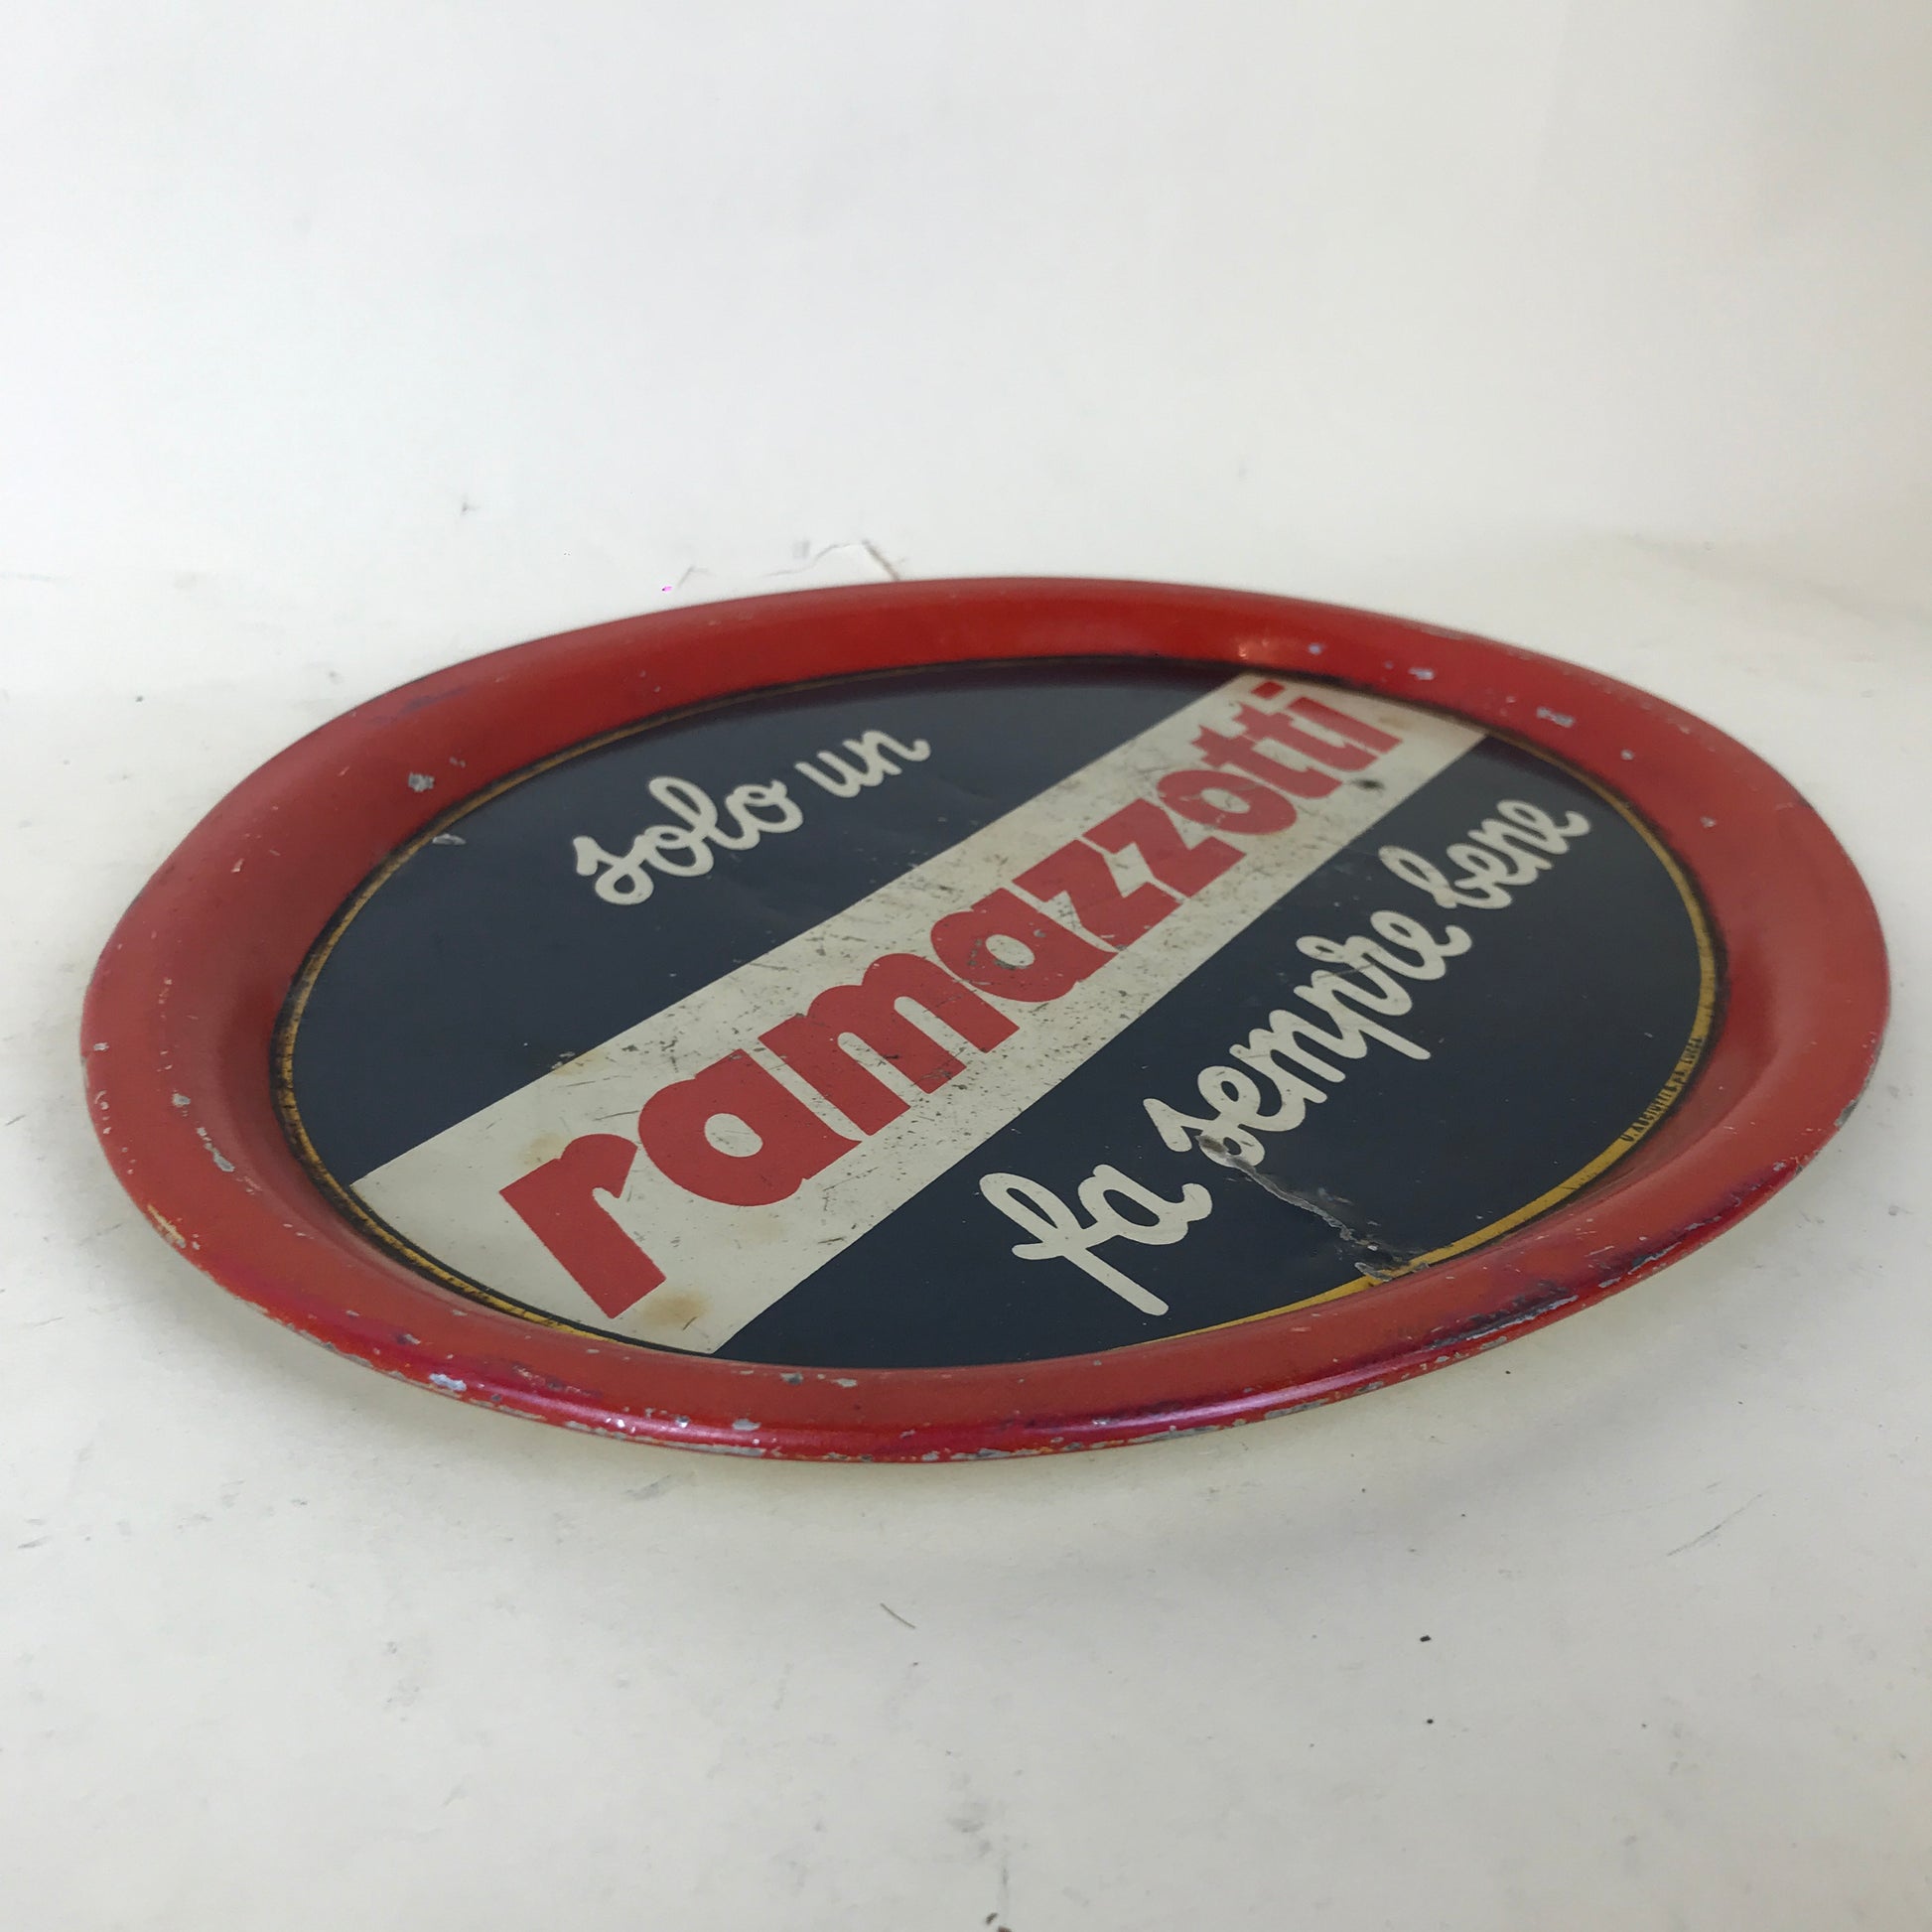 solo un
ramazzotti
fa sempre bene